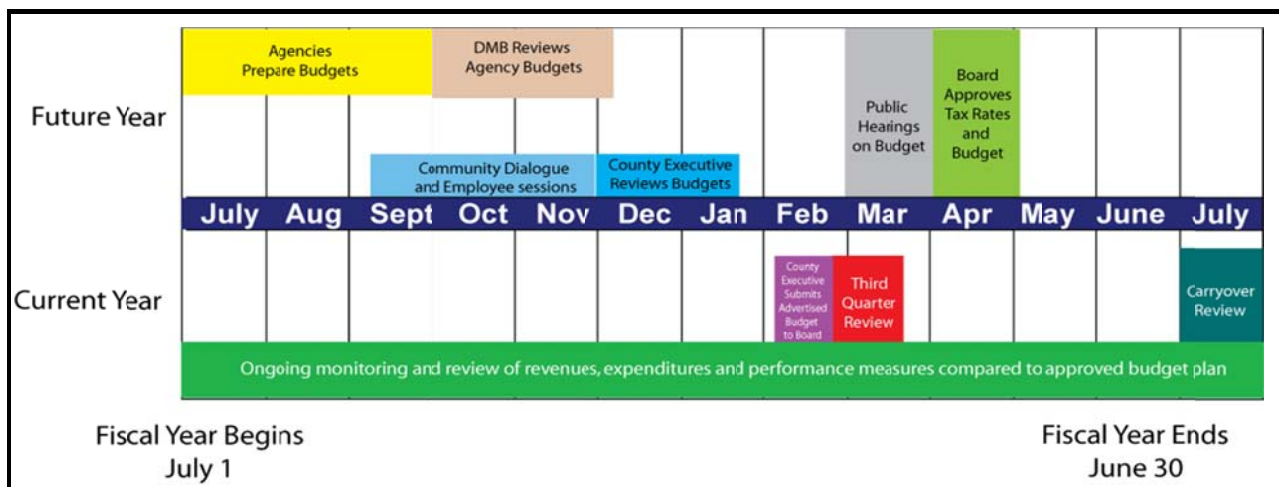 Agencies
Prepare Budgets
DMB Reviews
Agency Budgets
Future Year
Public
Hearings
on Budget
Board
Approves
Tax Rates
and
Budget
Community Dialogue
and Employee sessions
County Executive
Reviews Budgets
July Aug Sept Oct Nov Dec Jan Feb Mar Apr May June July
Current Year
County
Executive
Submits
Advertised
Budget
to Board
Third
Quarter
Review
Carryover
Review
Ongoing monitoring and review of revenues, expenditures and performance measures compared to approved budget plan
Fiscal Year Begins
July 1
Fiscal Year Ends
June 30